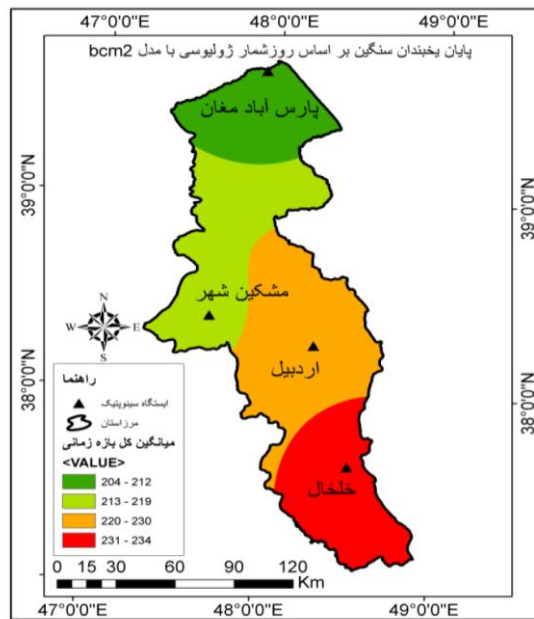 47°0'0"E 48°0'0"E 49°0'0"E
پایان یخبندان سنگین بر اساس روزشمار ژولیوسی با مدل bcm2
پارس آباد مغان
39°0'0"N 39°0'0"N
مشکین شهر
N
W E
S
اردبیل
38°0'0"N 38°0'0"N
خلخال
راهنما
ایستگاه سینوپتیک
مرزاستان
میانگین کل بازه زمانی
<VALUE>
204 - 212
213 - 219
220 - 230
231 - 234
0 15 30 60 90 120
Km
47°0'0"E 48°0'0"E 49°0'0"E